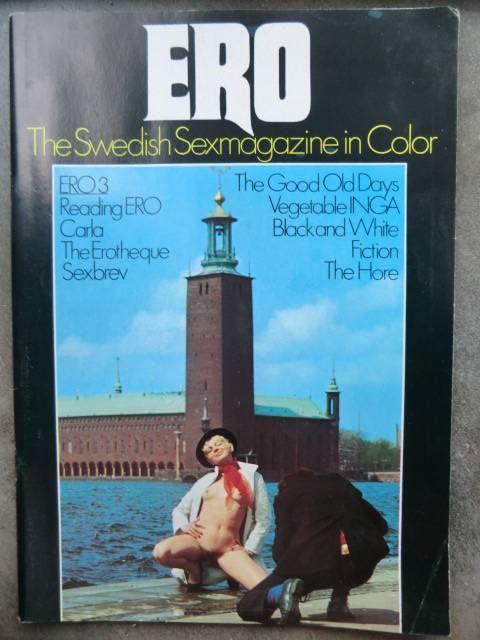 ERO
The Swedish Sexmagazine in Color
ERO 3
Reading ERO
Carla
The Erotheque
Sexbrev
The Good Old Days
Vegetable INGA
Black and White
Fiction
The Hore